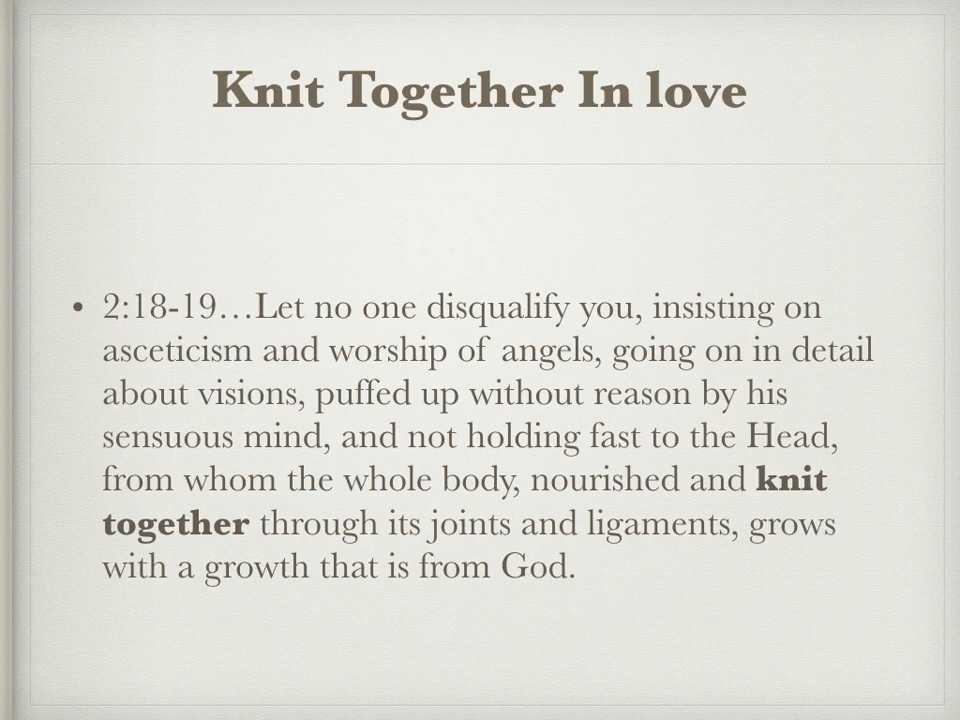 Knit Together In love
• 2:18-19…Let no one disqualify you, insisting on
asceticism and worship of angels, going on in detail
about visions, puffed up without reason by his
sensuous mind, and not holding fast to the Head,
from whom the whole body, nourished and knit
together through its joints and ligaments, grows
with a growth that is from God.